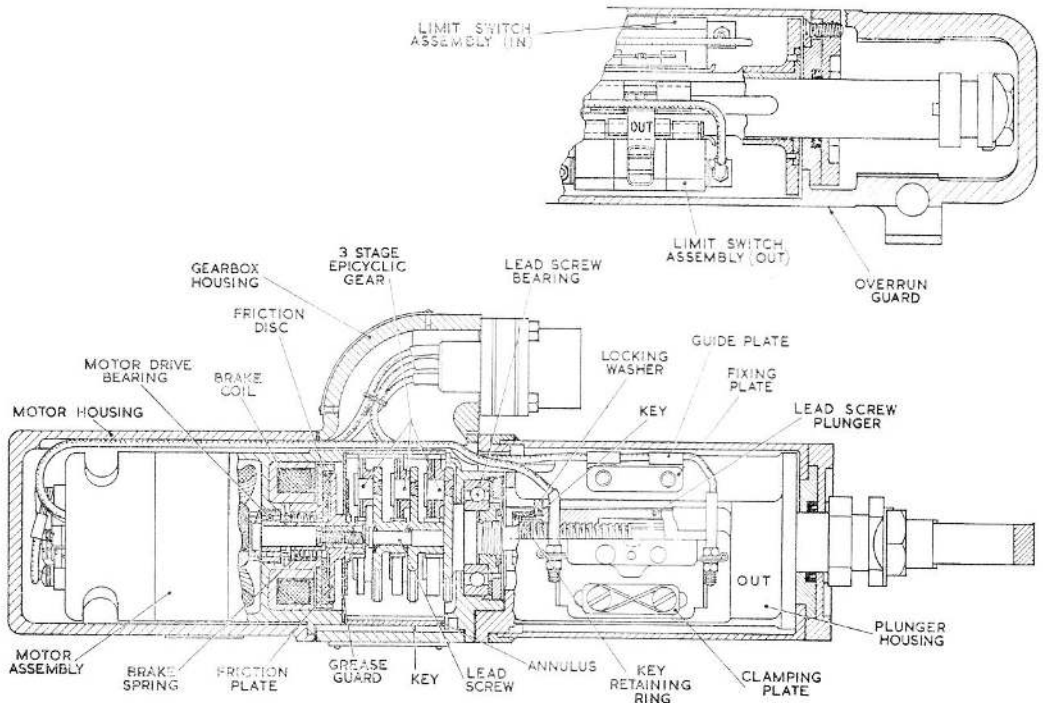 LIMIT SWITCH
ASSEMBLY (IN)
OUT
LIMIT SWITCH
ASSEMBLY (OUT)
OVERRUN
GUARD
GEARBOX
HOUSING
3 STAGE
EPICYCLIC
GEAR
LEAD SCREW
BEARING
FRICTION
DISC
MOTOR DRIVE
BEARING
BRAKE
COIL
MOTOR HOUSING
LOCKING
WASHER
KEY
GUIDE PLATE
FIXING
PLATE
LEAD SCREW
PLUNGER
OUT
MOTOR
ASSEMBLY
BRAKE
SPRING
FRICTION
PLATE
GREASE
GUARD
KEY
LEAD
SCREW
ANNULUS
KEY
RETAINING
RING
CLAMPING
PLATE
PLUNGER
HOUSING